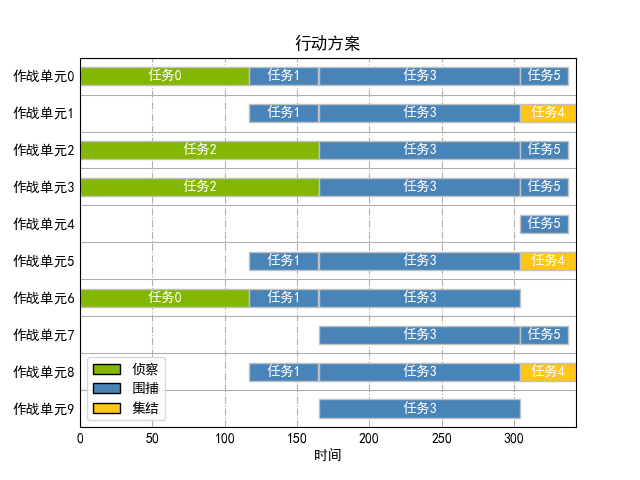 行动方案
作战单元0 任务0 任务1 任务3 任务5
作战单元1 任务1 任务3 任务4
作战单元2 任务2 任务3 任务5
作战单元3 任务2 任务3 任务5
作战单元4 任务5
作战单元5 任务1 任务3 任务4
作战单元6 任务0 任务1 任务3
作战单元7 任务3 任务5
作战单元8 任务1 任务3 任务4
作战单元9 任务3
侦察
围捕
集结
0 50 100 150 200 250 300
时间